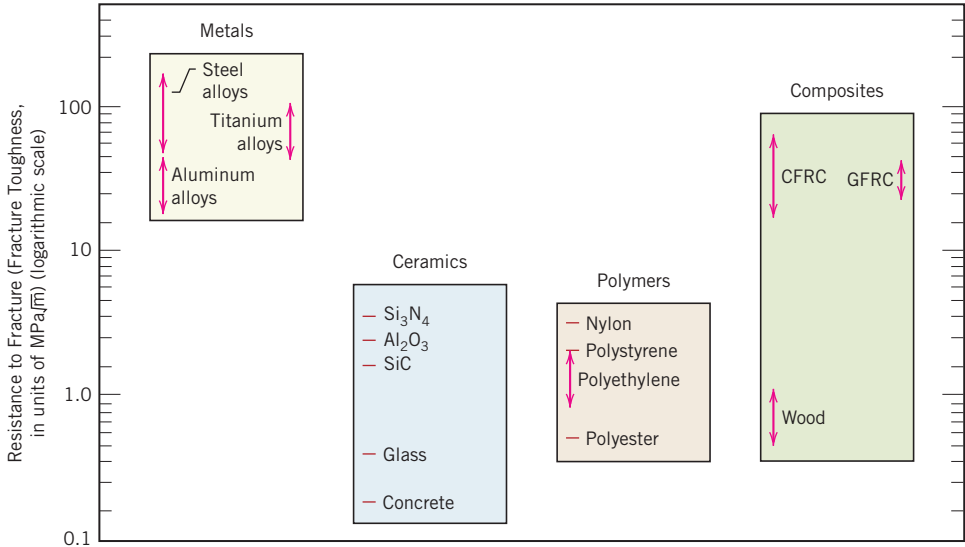 Resistance to Fracture (Fracture Toughness,
in units of MPa√m) (logarithmic scale)
100
10
1.0
0.1
Metals
Steel
alloys
Titanium
alloys
Aluminum
alloys
Ceramics
Si₃N₄
Al₂O₃
SiC
Glass
Concrete
Polymers
Nylon
Polystyrene
Polyethylene
Polyester
Composites
CFRC
GFRC
Wood